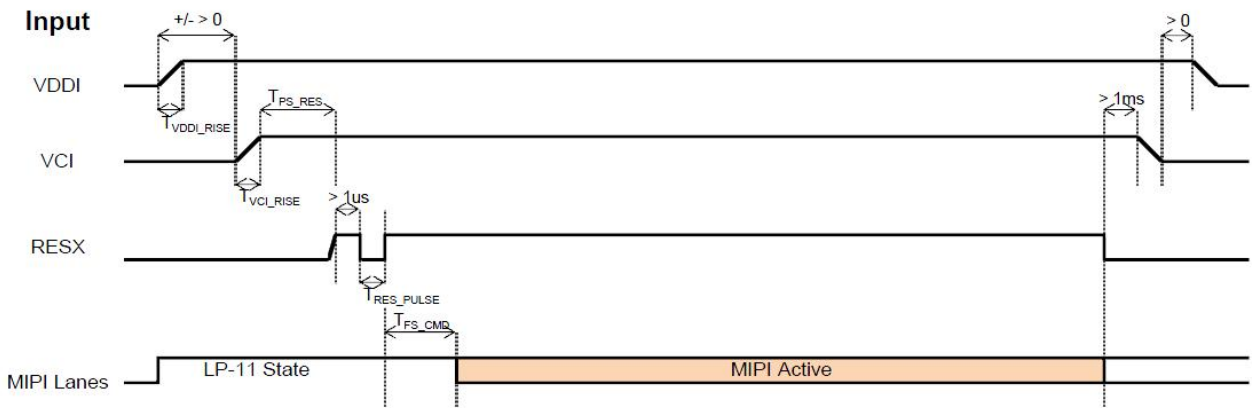 Input
+/- > 0
> 0
VDDI
T_VDDI_RISE
T_PS_RES
> 1ms
VCI
T_VCI_RISE
> 1us
RESX
T_RES_PULSE
T_FS_CMD
LP-11 State
MIPI Active
MIPI Lanes